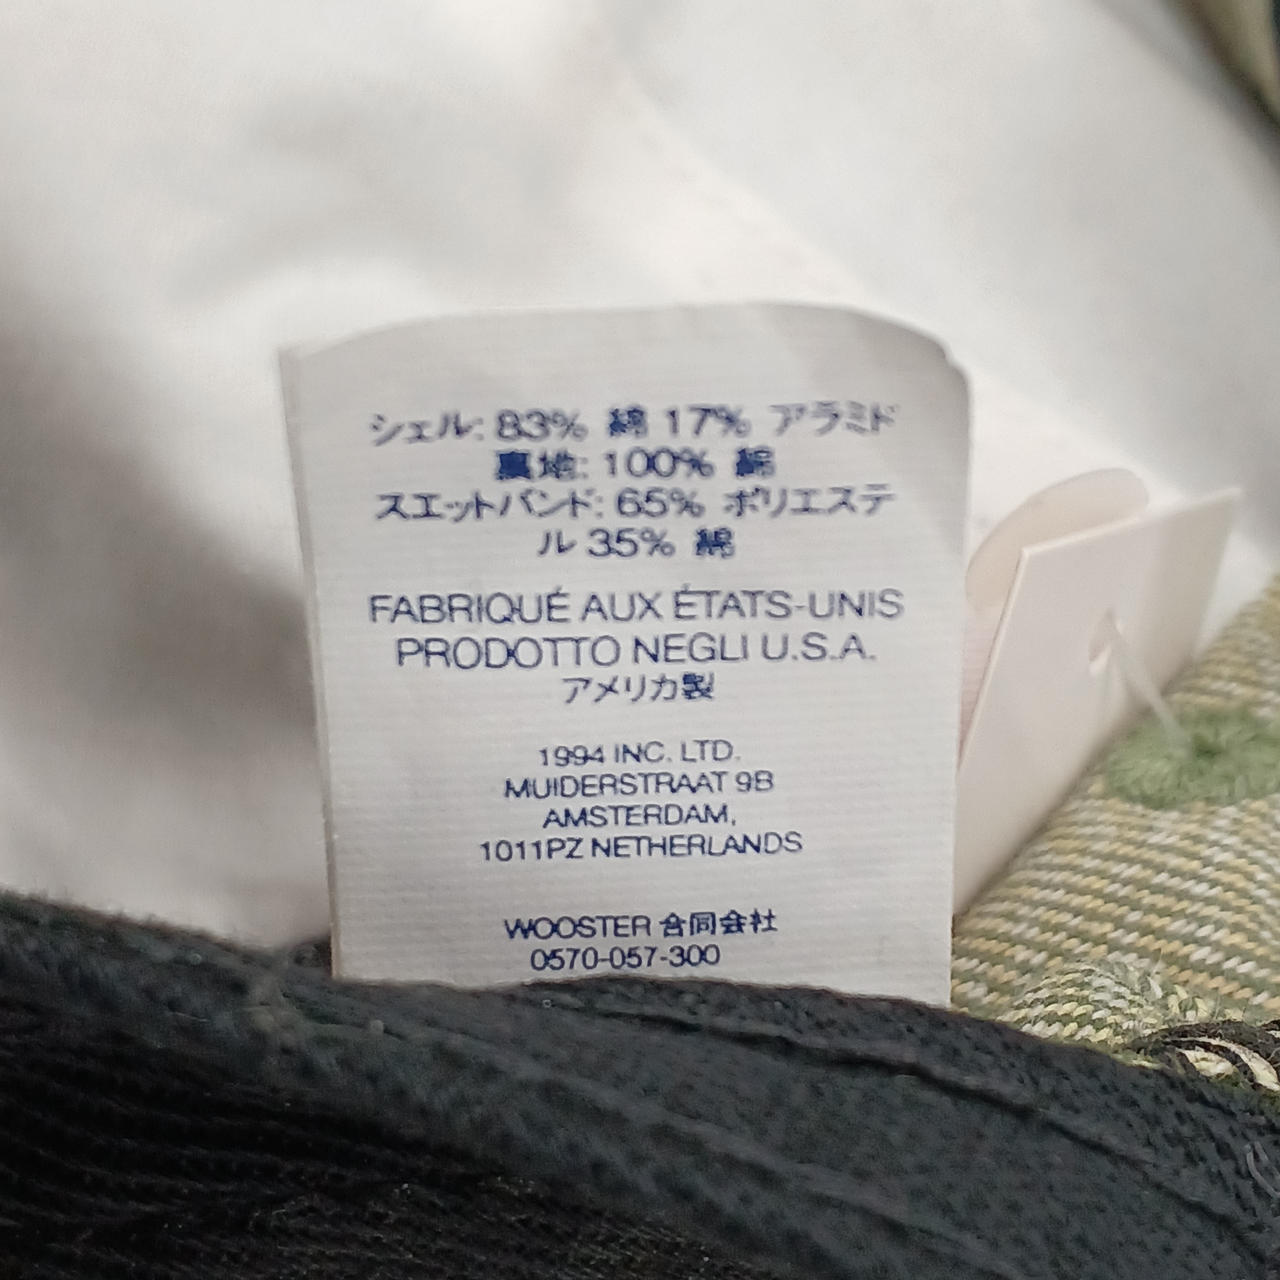 シェル: 83% 綿 17% アラミド
裏地: 100% 綿
スエットバンド: 65% ポリエステ
ル 35% 綿
FABRIQUÉ AUX ÉTATS-UNIS
PRODOTTO NEGLI U.S.A.
アメリカ製
1994 INC. LTD.
MUIDERSTRAAT 9B
AMSTERDAM,
1011PZ NETHERLANDS
WOOSTER 合同会社
0570-057-300